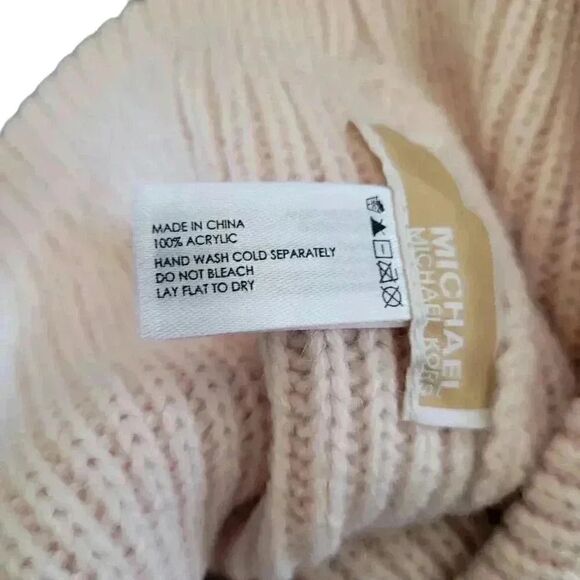 MADE IN CHINA
100% ACRYLIC
HAND WASH COLD SEPARATELY
DO NOT BLEACH
LAY FLAT TO DRY
MICHAEL
MICHAEL KORS